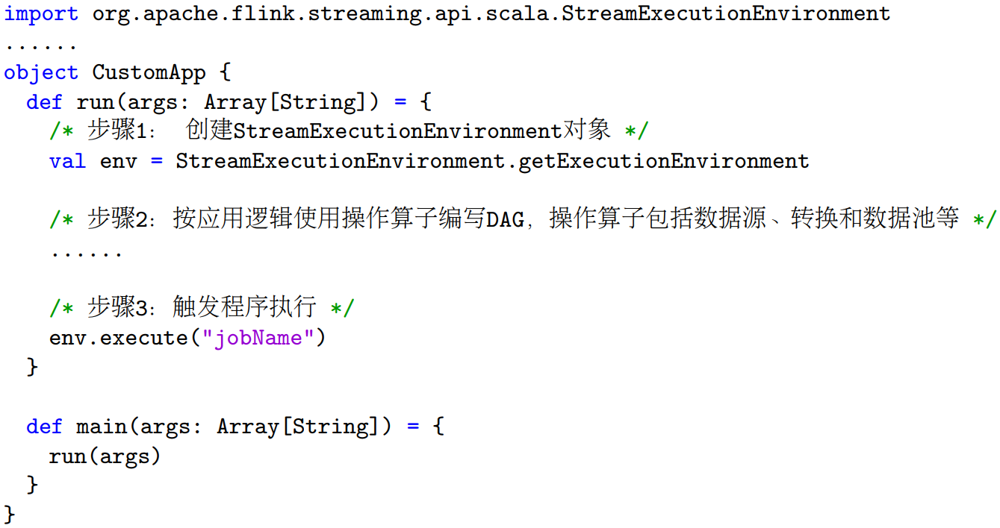 import org.apache.flink.streaming.api.scala.StreamExecutionEnvironment
......
object CustomApp {
  def run(args: Array[String]) = {
    /* 步骤1： 创建StreamExecutionEnvironment对象 */
    val env = StreamExecutionEnvironment.getExecutionEnvironment

    /* 步骤2：按应用逻辑使用操作算子编写DAG，操作算子包括数据源、转换和数据池等 */
    ......

    /* 步骤3：触发程序执行 */
    env.execute("jobName")
  }

  def main(args: Array[String]) = {
    run(args)
  }
}